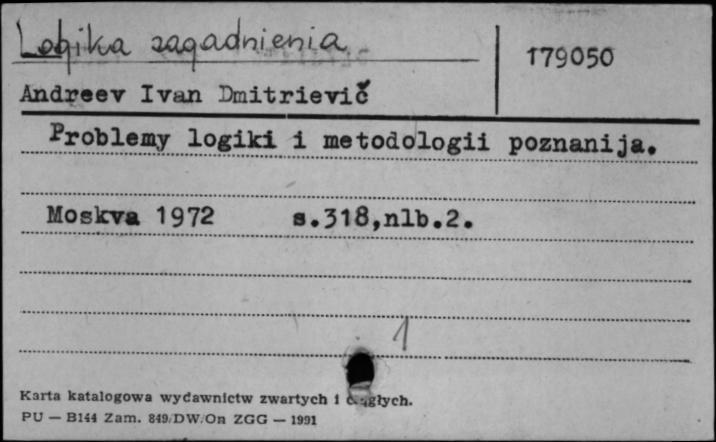 Logika zagadnienia
179050
Andreev Ivan Dmitrievič
Problemy logiki i metodologii poznanija.
Moskva 1972 s.318,nlb.2.
1
Karta katalogowa wydawnictw zwartych i ciągłych.
PU — B144 Zam. 849/DW/On ZGG — 1991